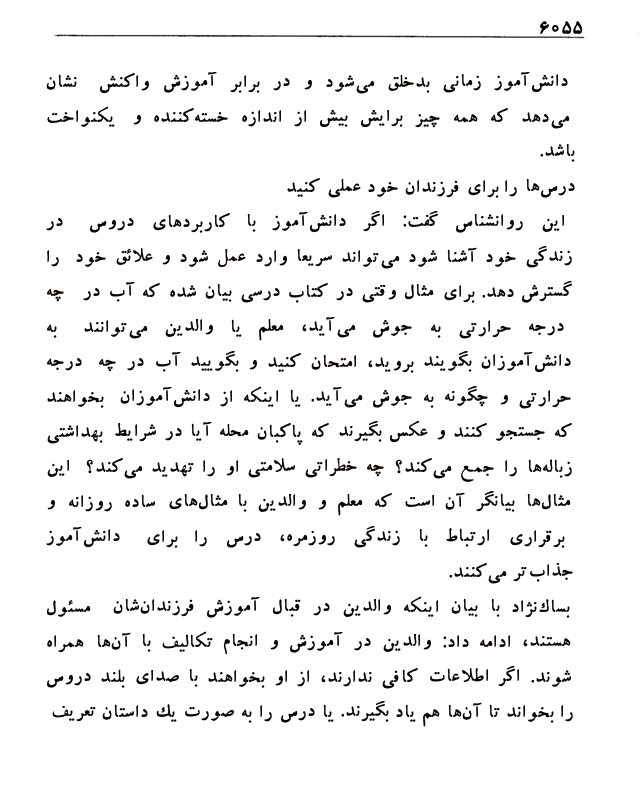 ۶۰۵۵
دانش‌آموز زمانی بدخلق می‌شود و در برابر آموزش واکنش نشان
می‌دهد که همه چیز برایش بیش از اندازه خسته‌کننده و یکنواخت
باشد.
درس‌ها را برای فرزندان خود عملی کنید
این روانشناس گفت: اگر دانش‌آموز با کاربردهای دروس در
زندگی خود آشنا شود می‌تواند سریعا وارد عمل شود و علائق خود را
گسترش دهد. برای مثال وقتی در کتاب درسی بیان شده که آب در چه
درجه حرارتی به جوش می‌آید، معلم یا والدین می‌توانند به
دانش‌آموزان بگویند بروید، امتحان کنید و بگویید آب در چه درجه
حرارتی و چگونه به جوش می‌آید. یا اینکه از دانش‌آموزان بخواهند
که جستجو کنند و عکس بگیرند که پاکبان محله آیا در شرایط بهداشتی
زباله‌ها را جمع می‌کند؟ چه خطراتی سلامتی او را تهدید می‌کند؟ این
مثال‌ها بیانگر آن است که معلم و والدین با مثال‌های ساده روزانه و
برقراری ارتباط با زندگی روزمره، درس را برای دانش‌آموز
جذاب‌تر می‌کنند.
بساك‌نژاد با بیان اینکه والدین در قبال آموزش فرزندان‌شان مسئول
هستند، ادامه داد: والدین در آموزش و انجام تکالیف با آن‌ها همراه
شوند. اگر اطلاعات کافی ندارند، از او بخواهند با صدای بلند دروس
را بخواند تا آن‌ها هم یاد بگیرند. یا درس را به صورت یك داستان تعریف